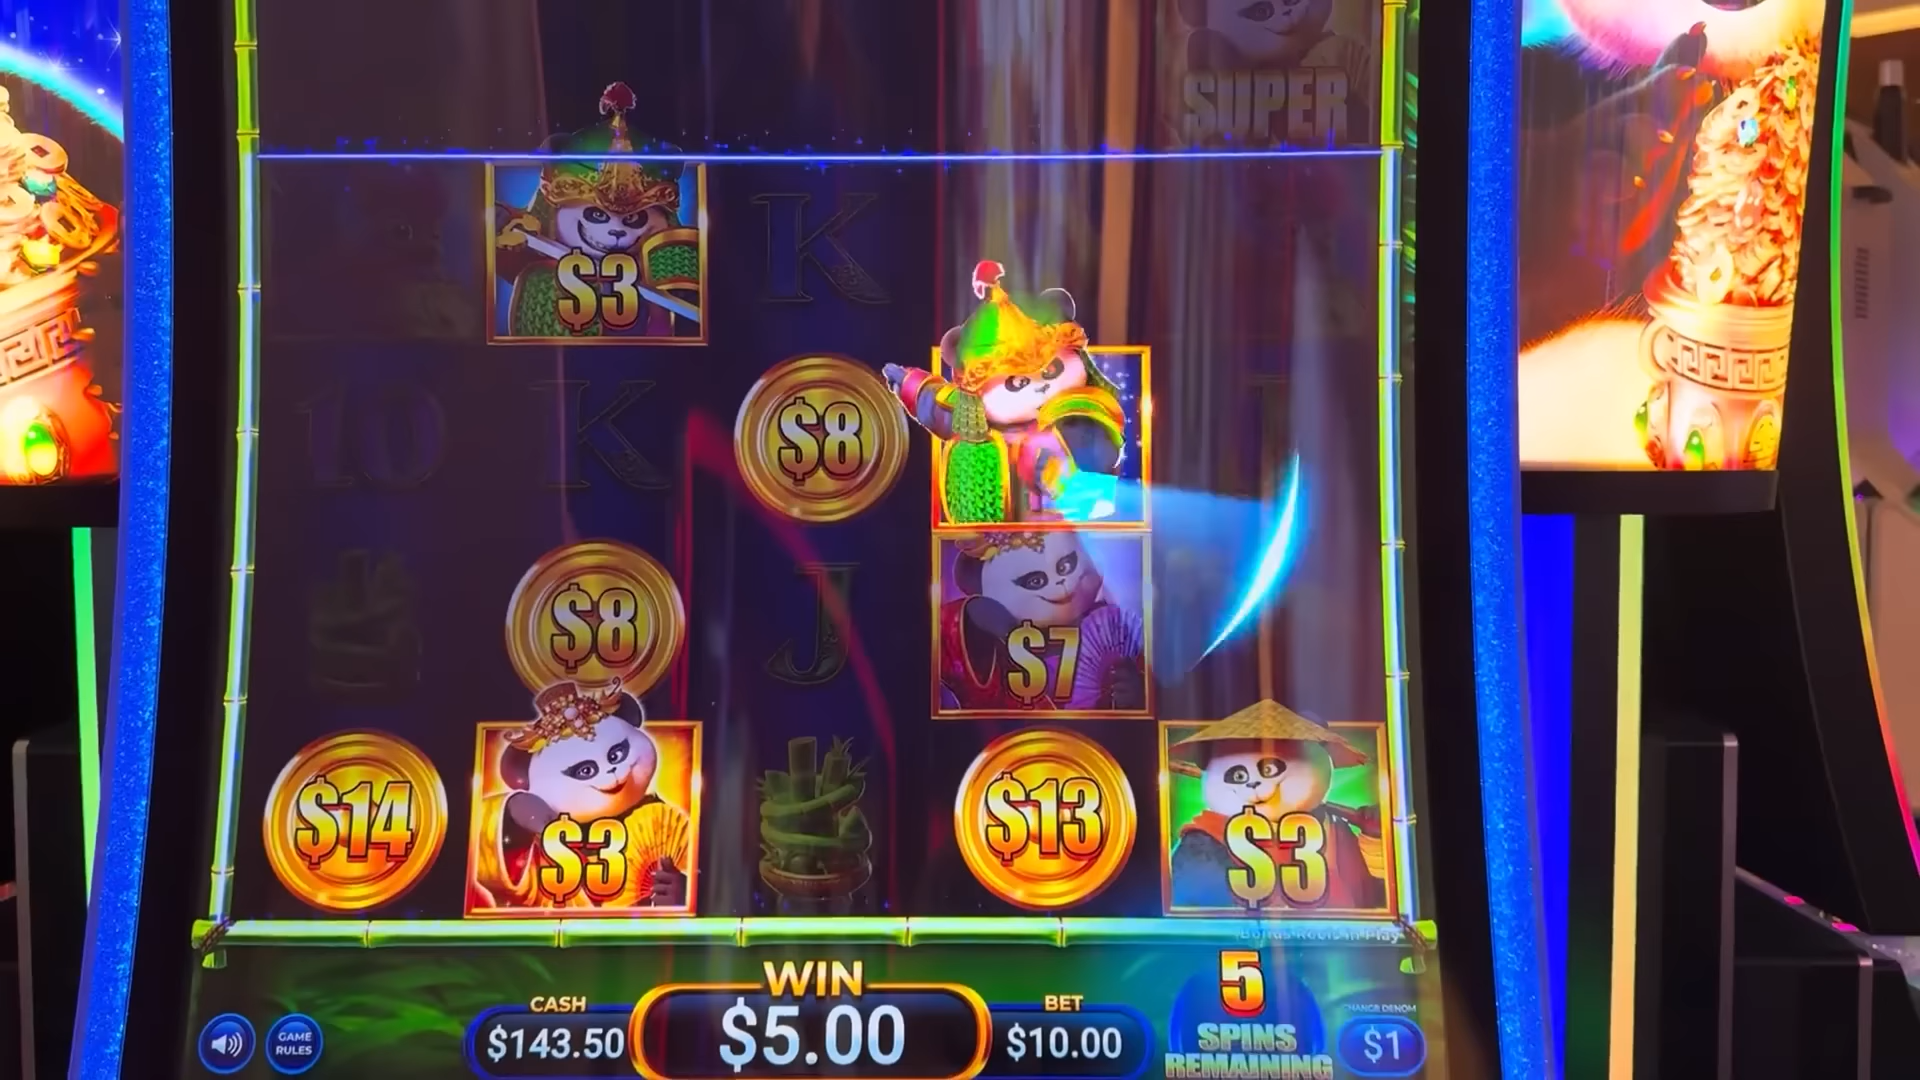 SUPER
$3
K
10
K
$8
$8
J
$7
$14
$3
$13
$3
Bonus Reels In Play
5
SPINS
REMAINING
WIN
$5.00
CASH
$143.50
BET
$10.00
CHANGE DENOM
$1
GAME
RULES